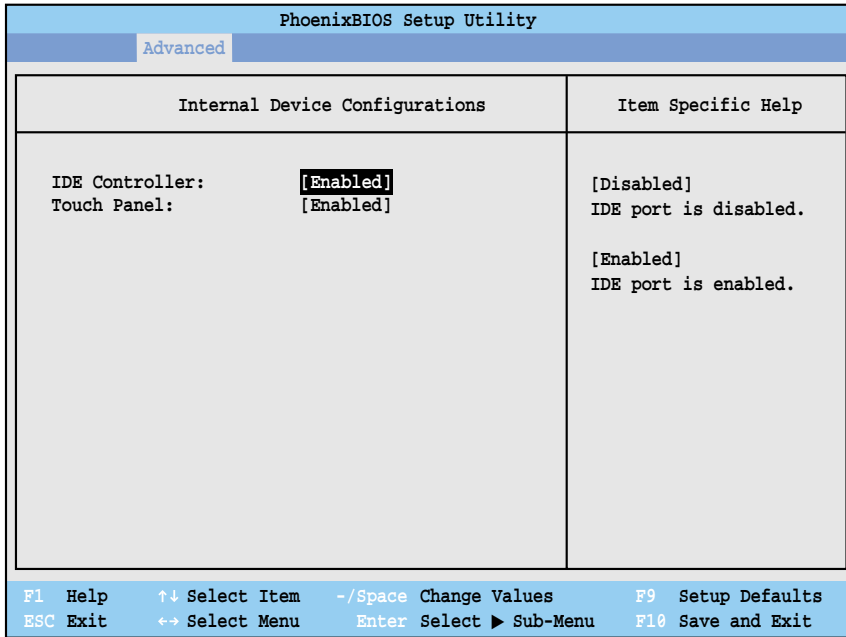 PhoenixBIOS Setup Utility
Advanced
Internal Device Configurations
Item Specific Help
IDE Controller: [Enabled]
Touch Panel: [Enabled]
[Disabled]
IDE port is disabled.
[Enabled]
IDE port is enabled.
F1 Help ↑↓ Select Item -/Space Change Values F9 Setup Defaults
ESC Exit ←→ Select Menu Enter Select ▶ Sub-Menu F10 Save and Exit